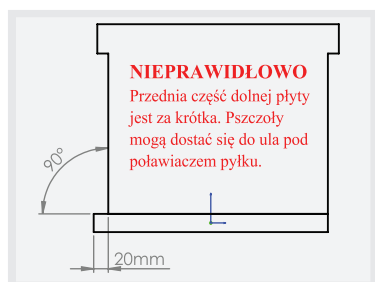 NIEPRAWIDŁOWO
Przednia część dolnej płyty
jest za krótka. Pszczoły
mogą dostać się do ula pod
poławiaczem pyłku.
90°
20mm